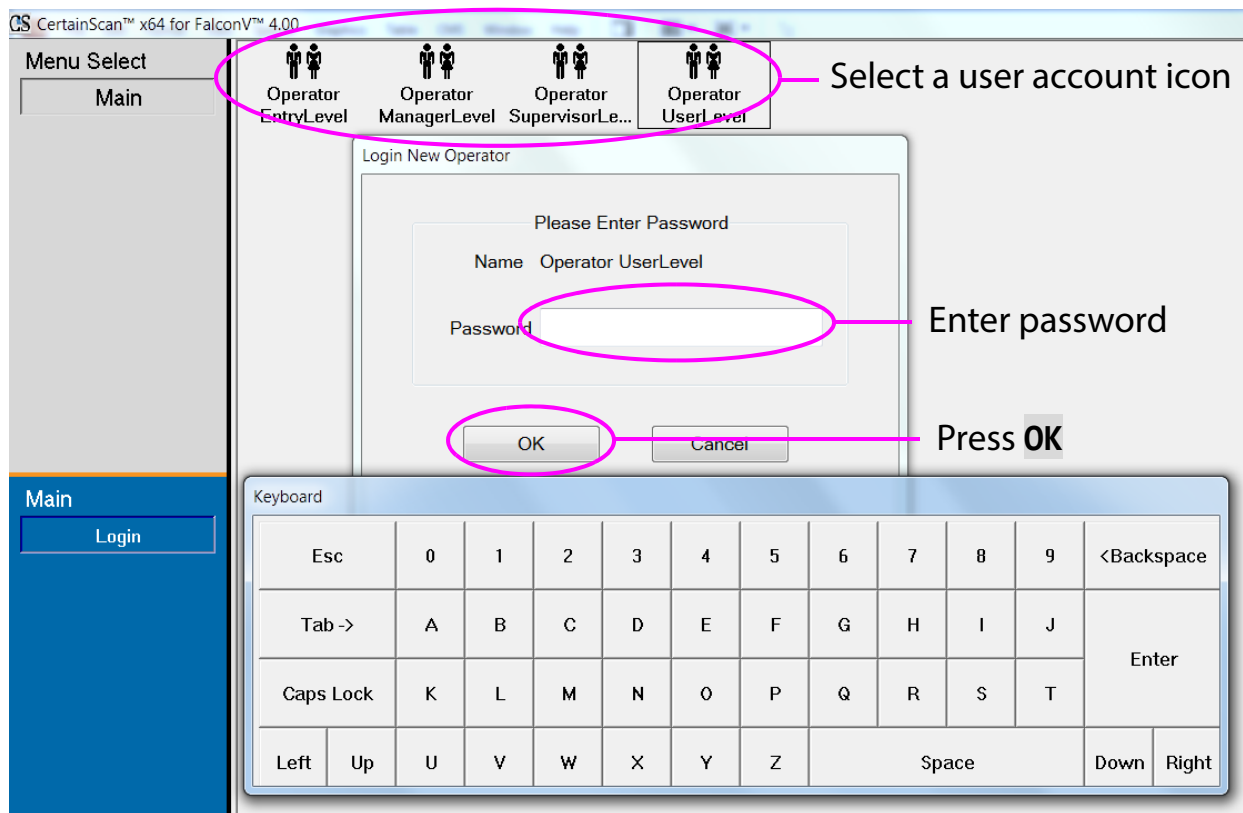 CS CertainScan™ x64 for FalconV™ 4.00
Menu Select
Main
Operator
EntryLevel
Operator
ManagerLevel
Operator
SupervisorLe...
Operator
UserLevel
Select a user account icon
Login New Operator
Please Enter Password
Name Operator UserLevel
Password
Enter password
OK
Cancel
Press OK
Main
Login
Keyboard
Esc 0 1 2 3 4 5 6 7 8 9 <Backspace
Tab -> A B C D E F G H I J
Enter
Caps Lock K L M N O P Q R S T
Left Up U V W X Y Z Space Down Right